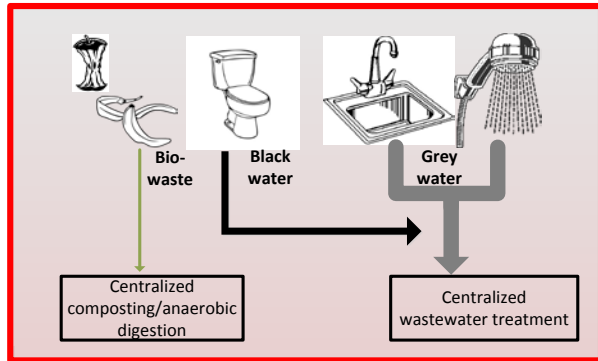 Bio-
waste
Black
water
Grey
water
Centralized
composting/anaerobic
digestion
Centralized
wastewater treatment